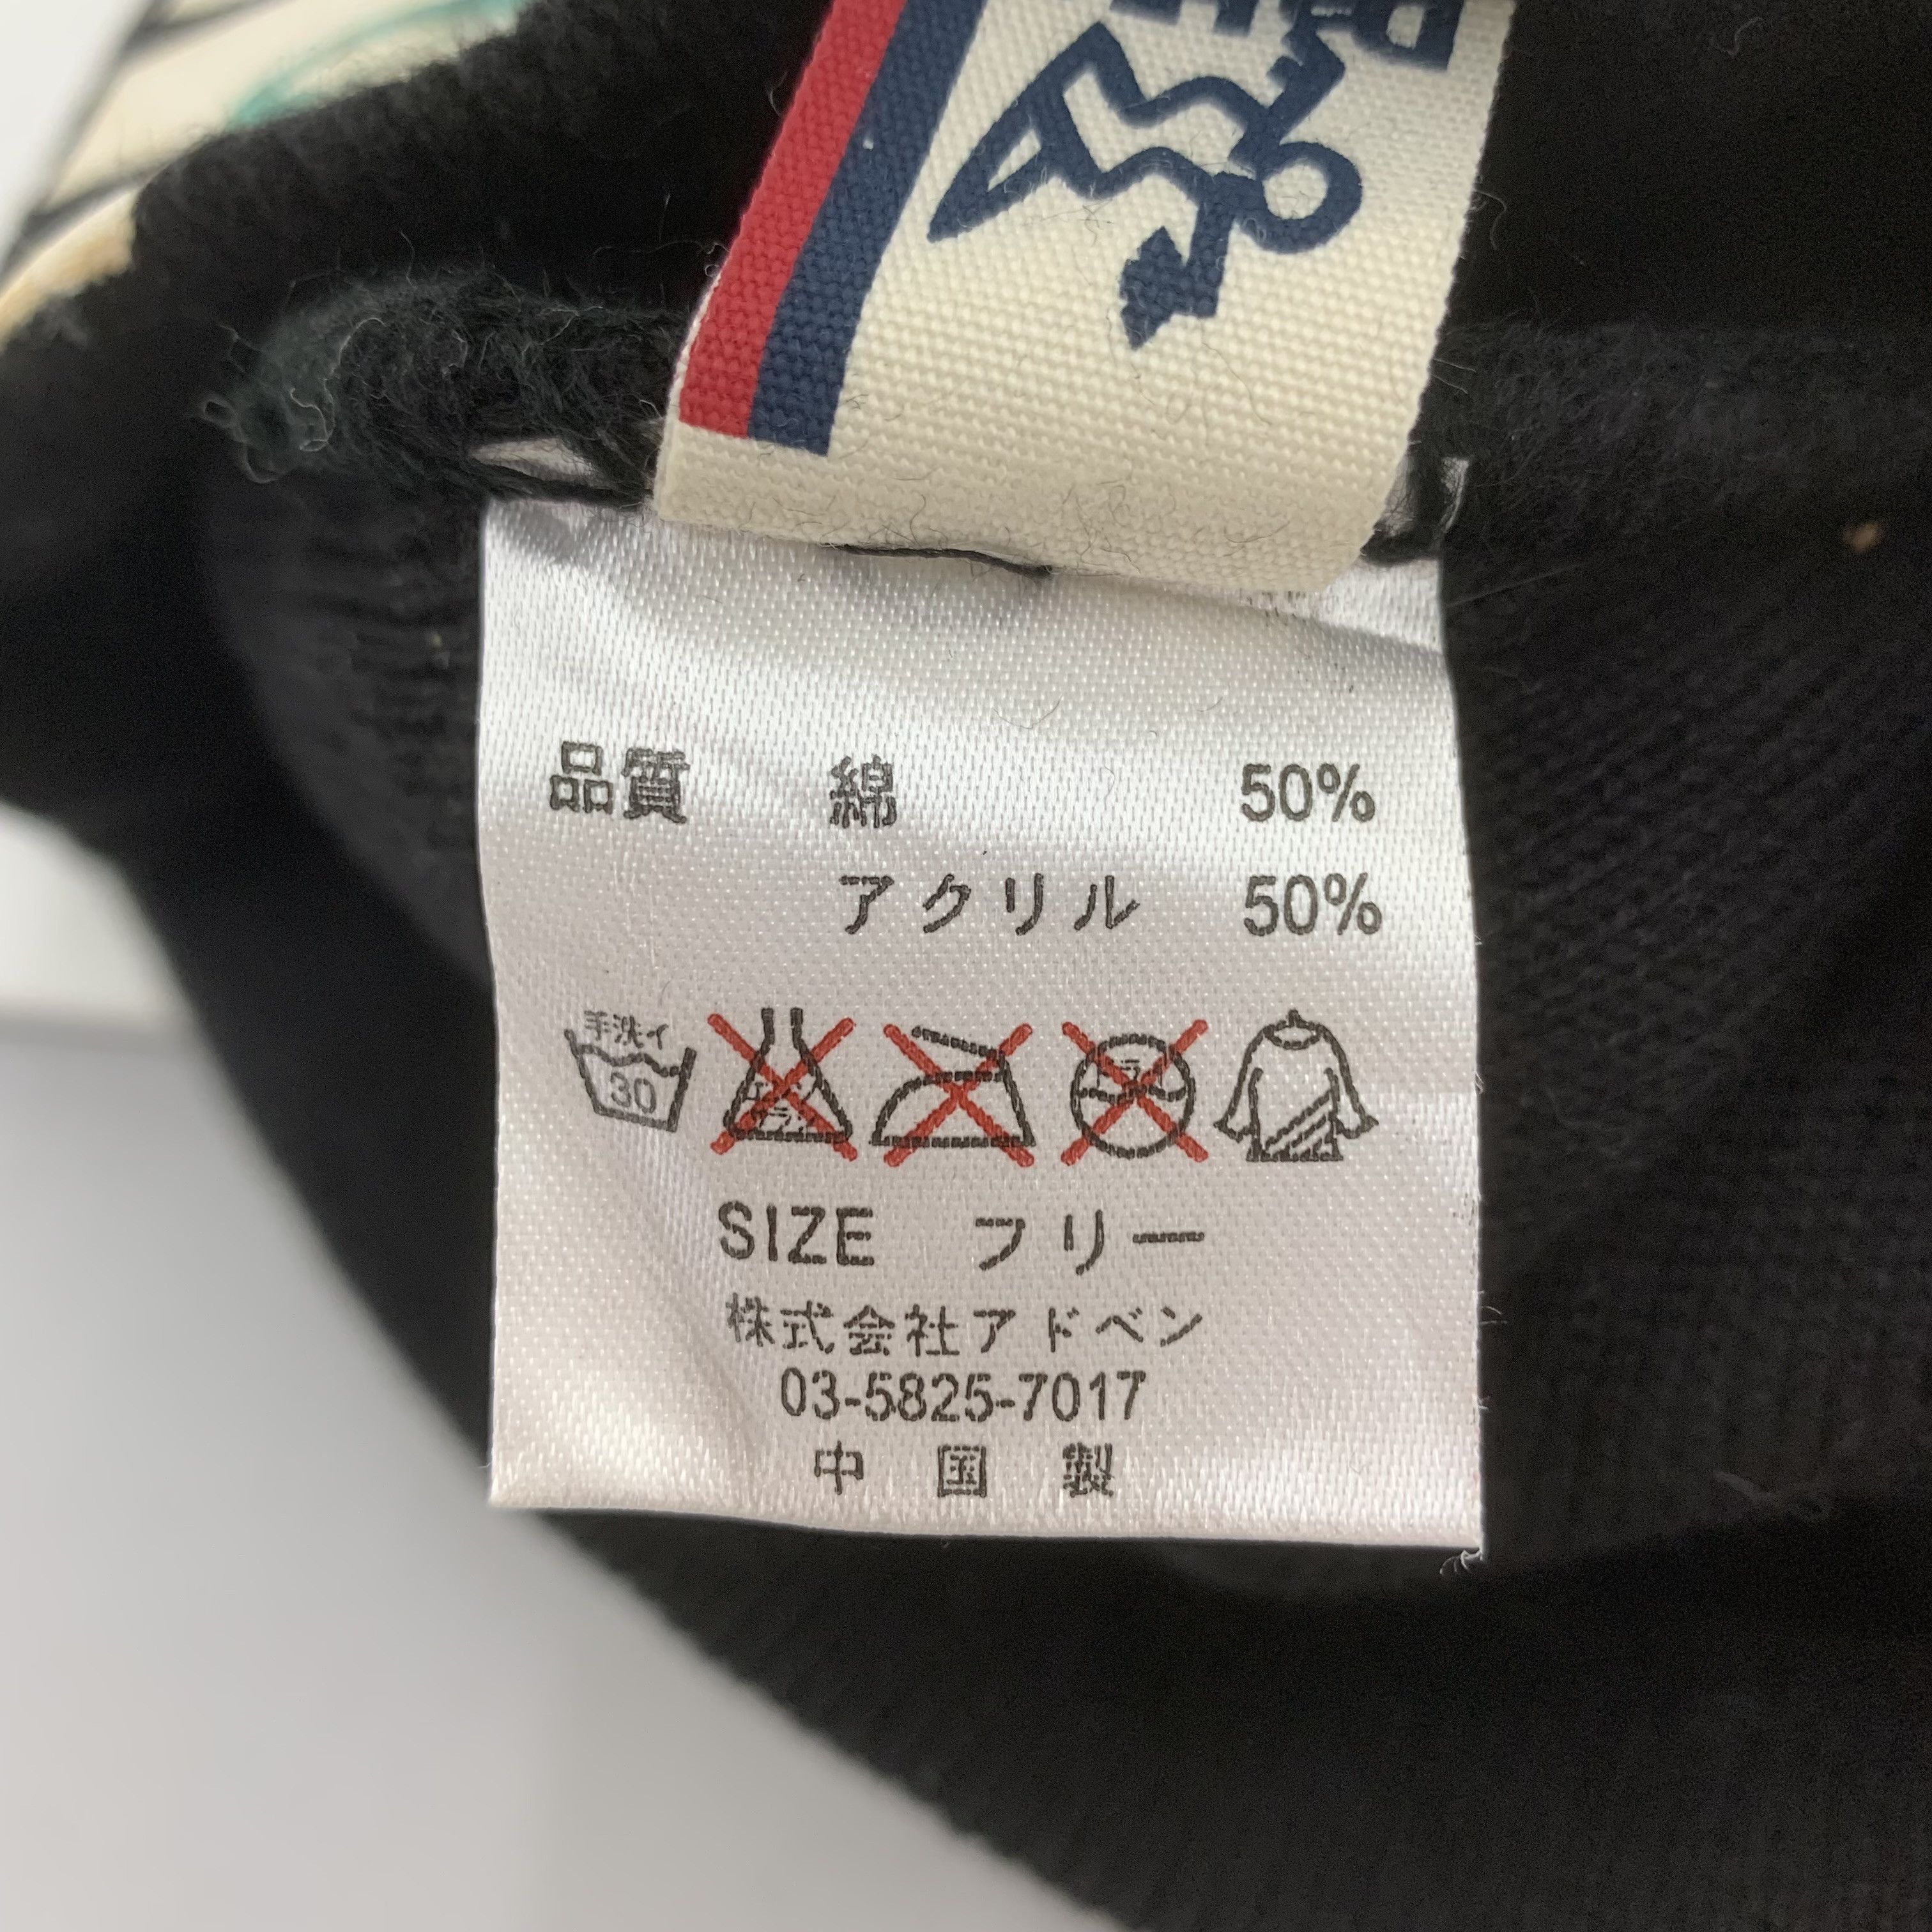 品質 綿 50%
アクリル 50%
手洗イ
30
SIZE フリー
株式会社アドベン
03-5825-7017
中国製